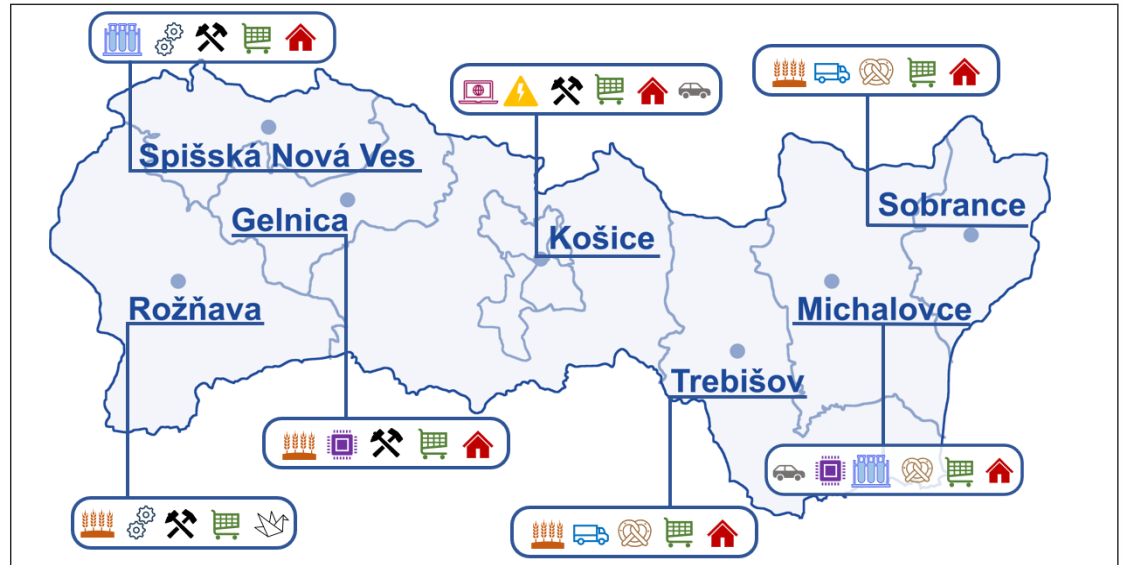 Spišská Nová Ves
Gelnica
Košice
Sobrance
Rožňava
Michalovce
Trebišov